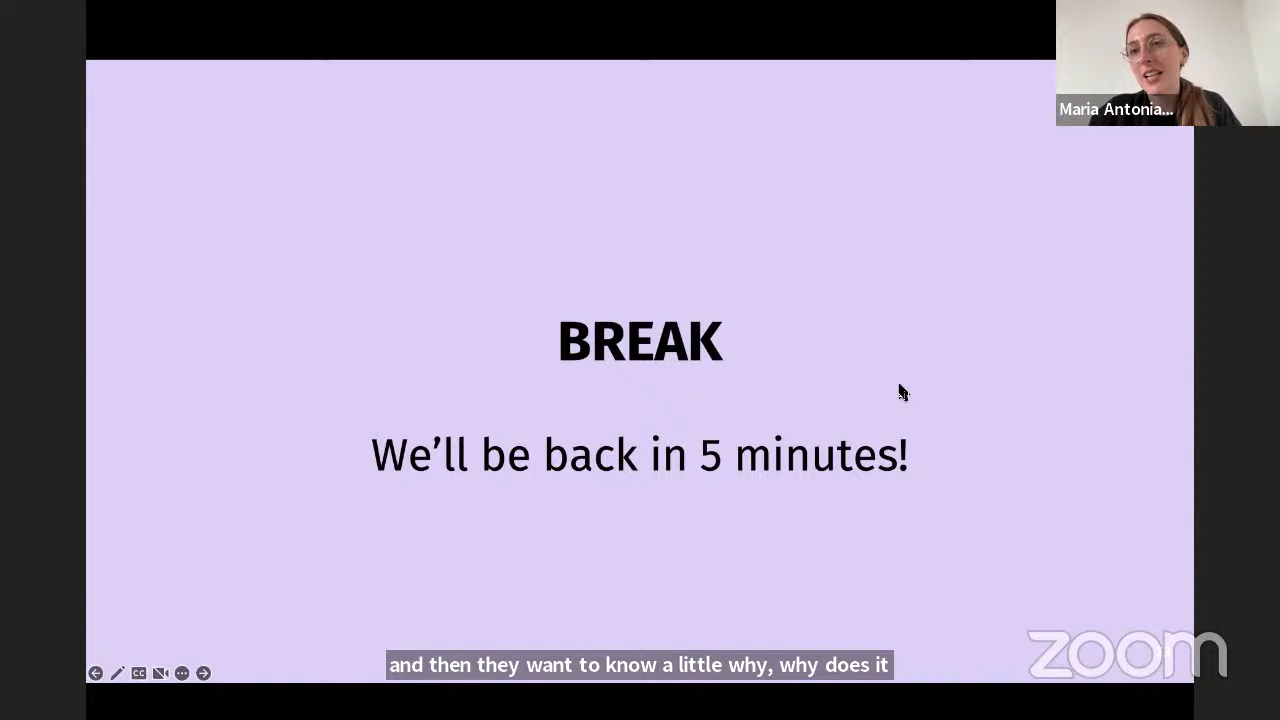 Maria Antonia...
BREAK
We’ll be back in 5 minutes!
and then they want to know a little why, why does it
CC
zoom